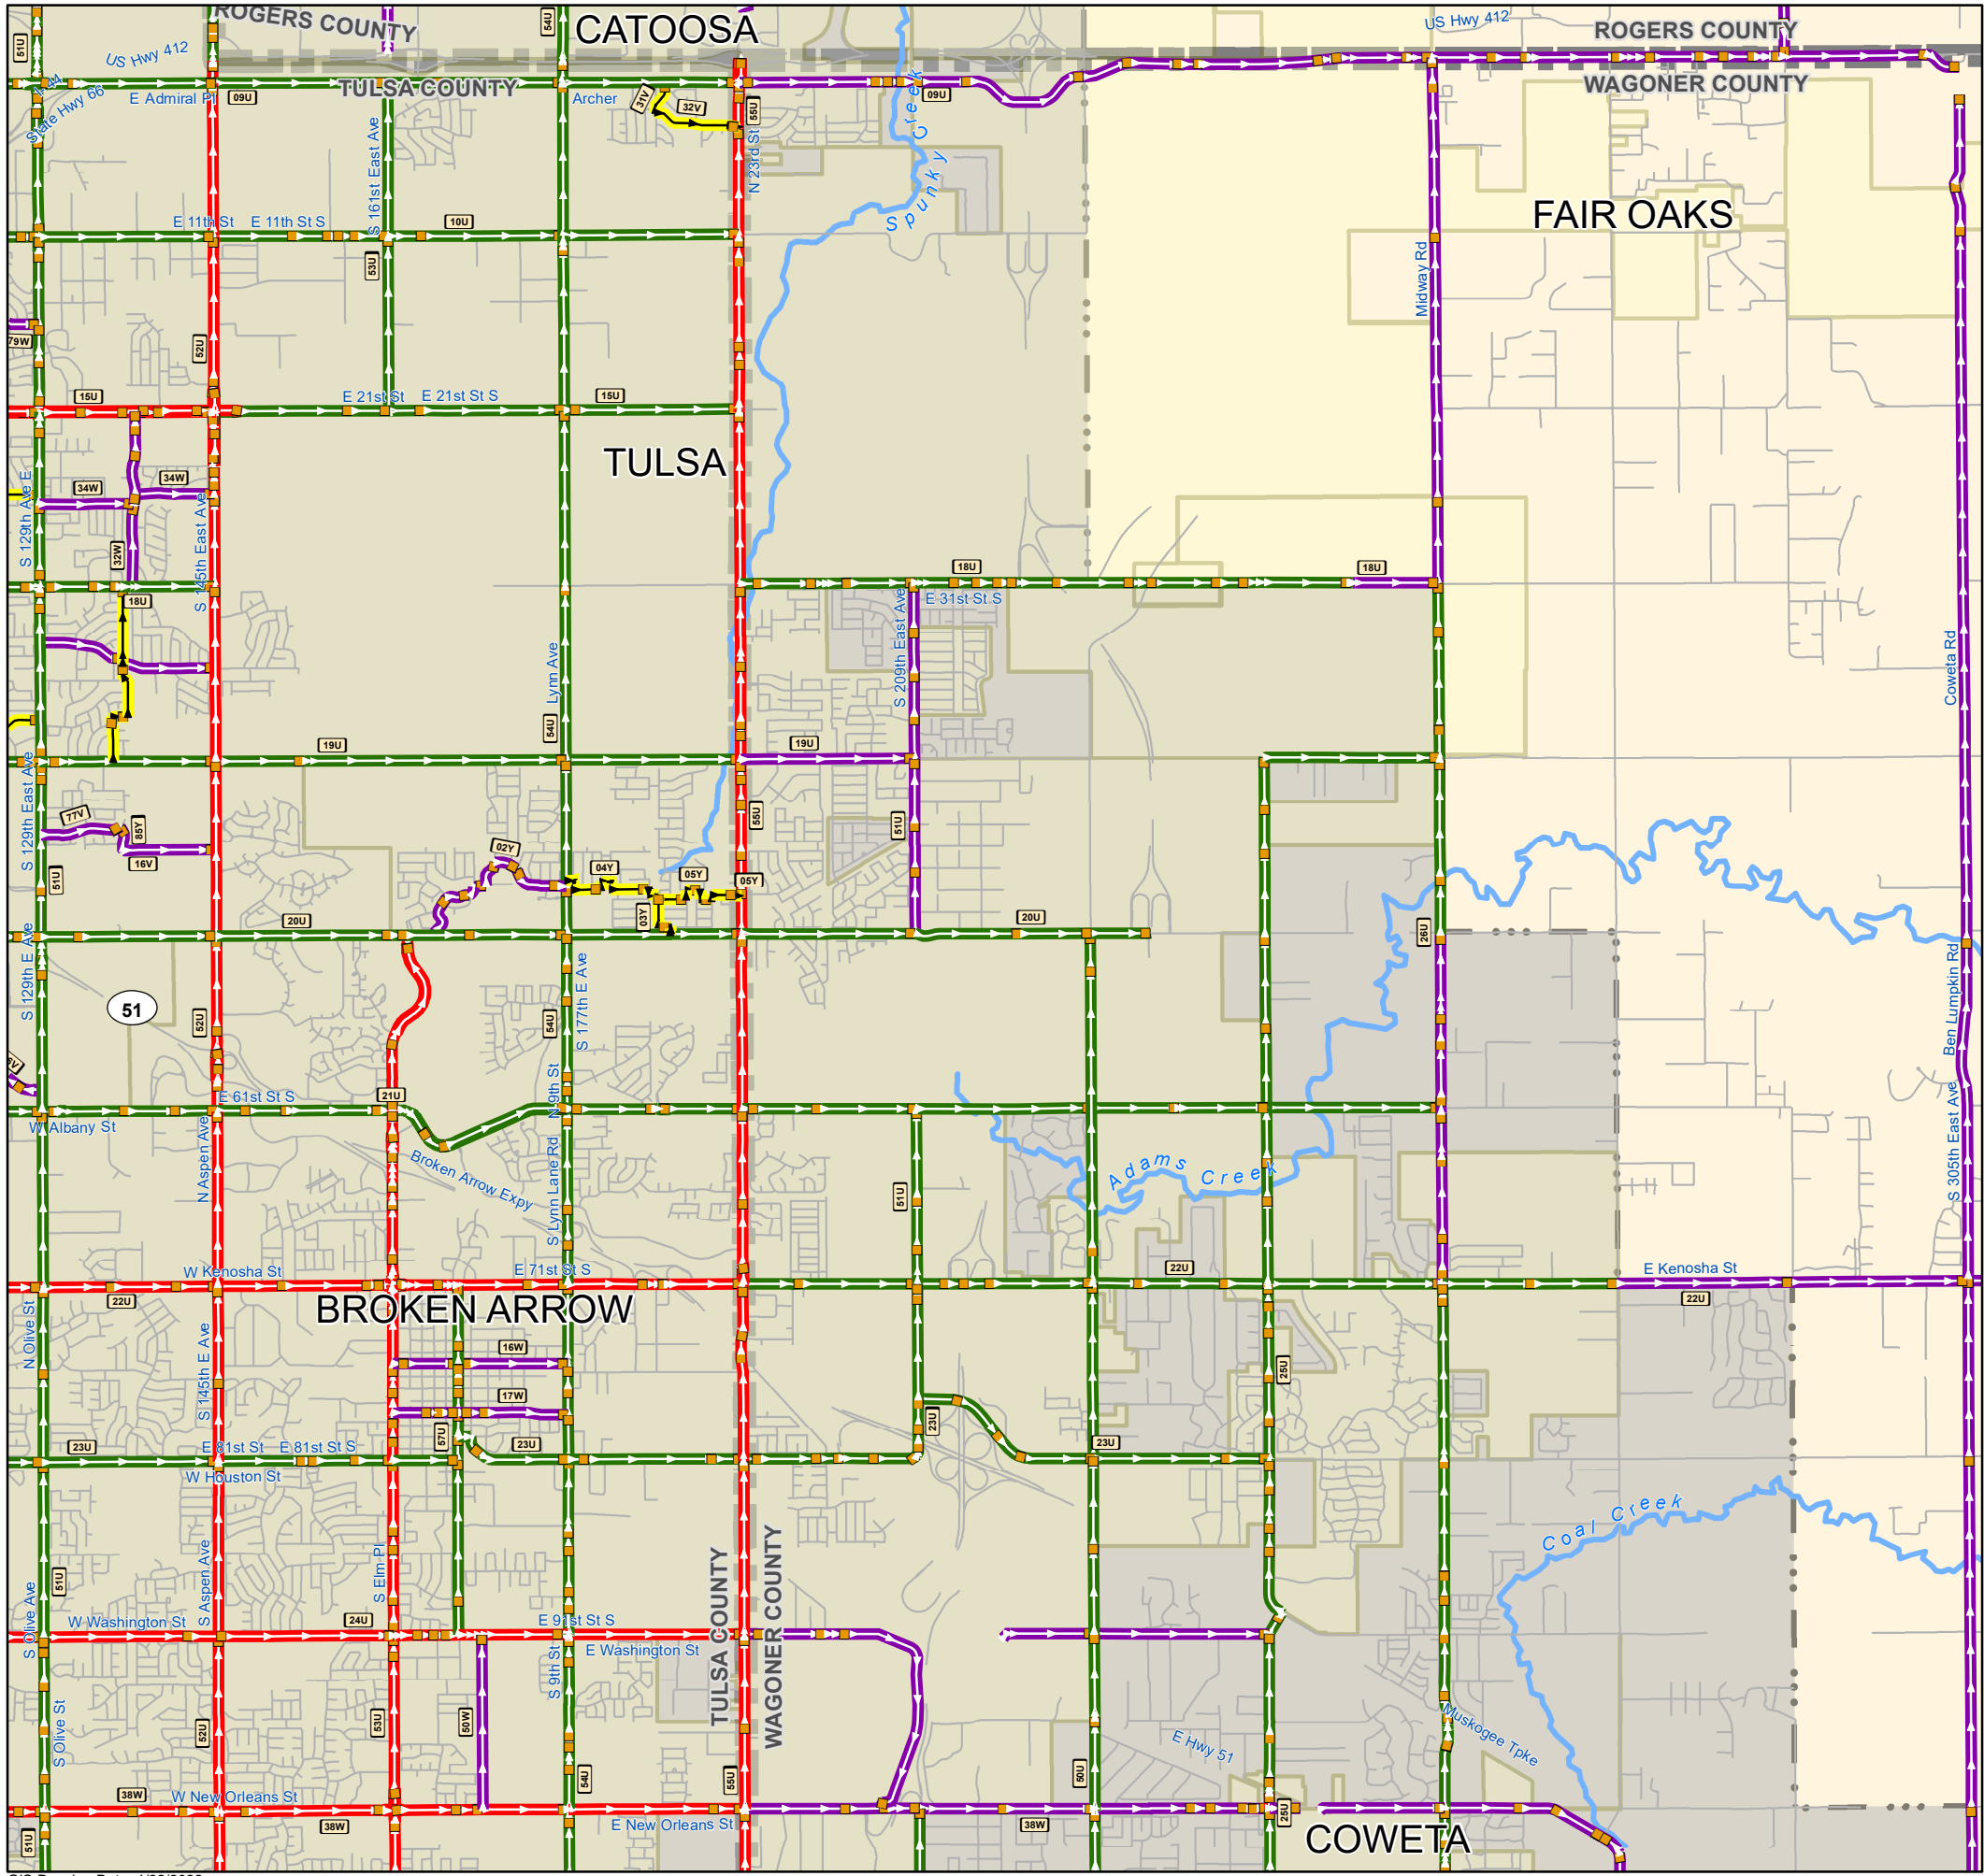 ROGERS COUNTY
CATOOSA
US Hwy 412
ROGERS COUNTY
51U
54U
US Hwy 412
I-44
State Hwy 66
E Admiral Pl
09U
TULSA COUNTY
Archer
31V
32V
55U
09U
WAGONER COUNTY
S 161st East Ave
N 23rd St
Spunky Creek
E 11th St
E 11th St S
10U
FAIR OAKS
53U
Midway Rd
79W
52U
15U
E 21st St
E 21st St S
15U
TULSA
34W
34W
S 129th Ave E
S 145th East Ave
32W
18U
18U
E 31st St S
18U
S 209th East Ave
Lynn Ave
Coweta Rd
54U
19U
19U
S 129th East Ave
77V
85Y
16V
55U
51U
02Y
04Y
05Y
05Y
51U
03Y
20U
20U
26U
S 129th E Ave
51
52U
54U
S 177th E Ave
Ben Lumpkin Rd
E 61st St S
21U
N 9th St
W Albany St
N Aspen Ave
Broken Arrow Expy
S Lynn Lane Rd
Adams Creek
51U
S 305th East Ave
W Kenosha St
E 71st St S
22U
E Kenosha St
22U
22U
BROKEN ARROW
N Olive St
S 145th E Ave
16W
17W
25U
57U
23U
23U
E 81st St
E 81st St S
23U
23U
W Houston St
Coal Creek
51U
S Olive Ave
S Aspen Ave
S Elm Pl
TULSA COUNTY
WAGONER COUNTY
W Washington St
24U
E 91st St S
E Washington St
S 9th St
S Olive St
52U
53U
50W
54U
55U
50U
E Hwy 51
Muskogee Tpke
38W
W New Orleans St
38W
E New Orleans St
38W
25U
51U
COWETA